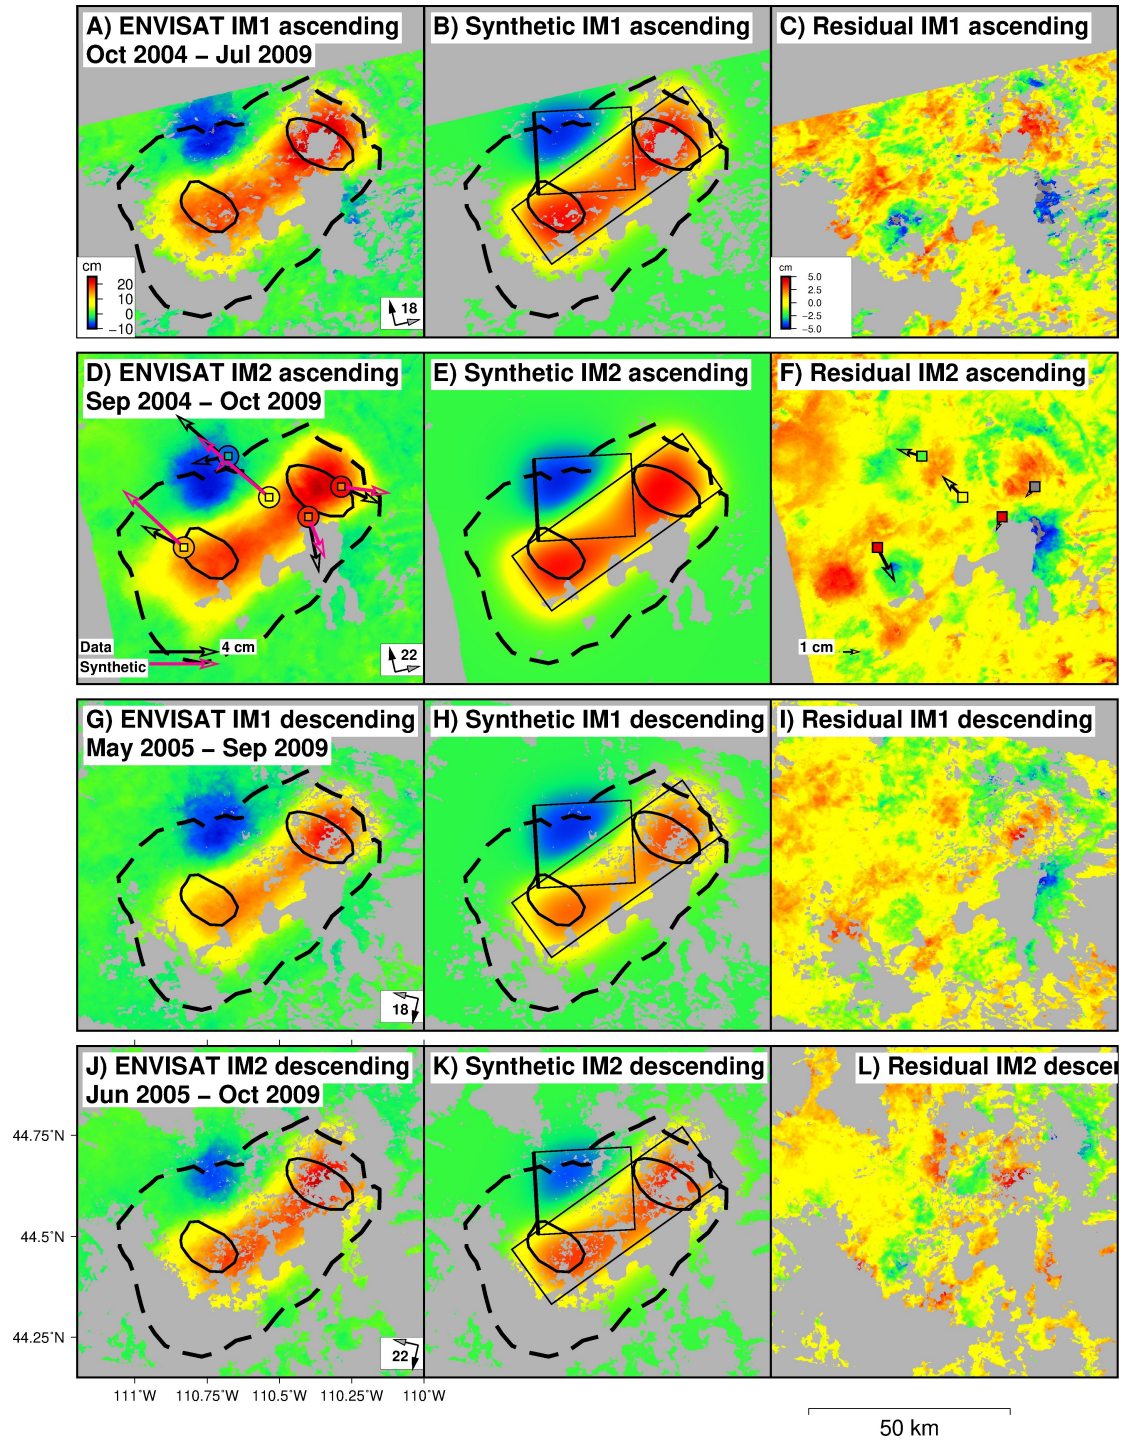 A) ENVISAT IM1 ascending
Oct 2004 – Jul 2009
B) Synthetic IM1 ascending
C) Residual IM1 ascending
cm
20
10
0
−10
18
cm
5.0
2.5
0.0
−2.5
−5.0
D) ENVISAT IM2 ascending
Sep 2004 – Oct 2009
E) Synthetic IM2 ascending
F) Residual IM2 ascending
Data
4 cm
Synthetic
22
1 cm
G) ENVISAT IM1 descending
May 2005 – Sep 2009
H) Synthetic IM1 descending
I) Residual IM1 descending
18
J) ENVISAT IM2 descending
Jun 2005 – Oct 2009
K) Synthetic IM2 descending
L) Residual IM2 descer
44.75°N
44.5°N
44.25°N
22
111°W
110.75°W
110.5°W
110.25°W
110°W
50 km